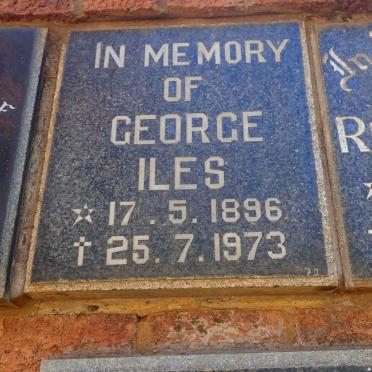 IN MEMORY
OF
GEORGE
ILES
☆ 17.5.1896
✝ 25.7.1973